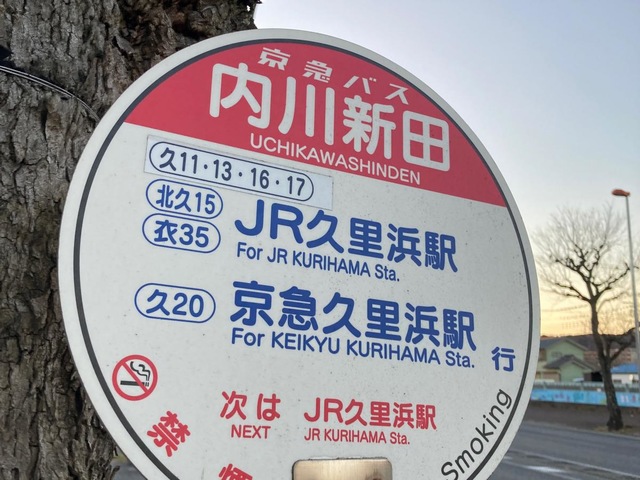 京急バス
内川新田
UCHIKAWASHINDEN
久11・13・16・17
北久15
衣35
JR久里浜駅
For JR KURIHAMA Sta.
久20
京急久里浜駅
For KEIKYU KURIHAMA Sta.
行
次は JR久里浜駅
NEXT JR KURIHAMA Sta.
禁煙
Smoking